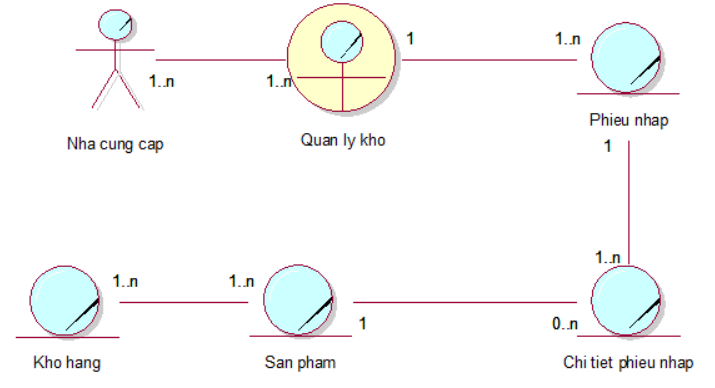 1
1..n
1..n
1..n
Nha cung cap
Quan ly kho
Phieu nhap
1
1..n
1..n
1..n
1
0..n
Kho hang
San pham
Chi tiet phieu nhap